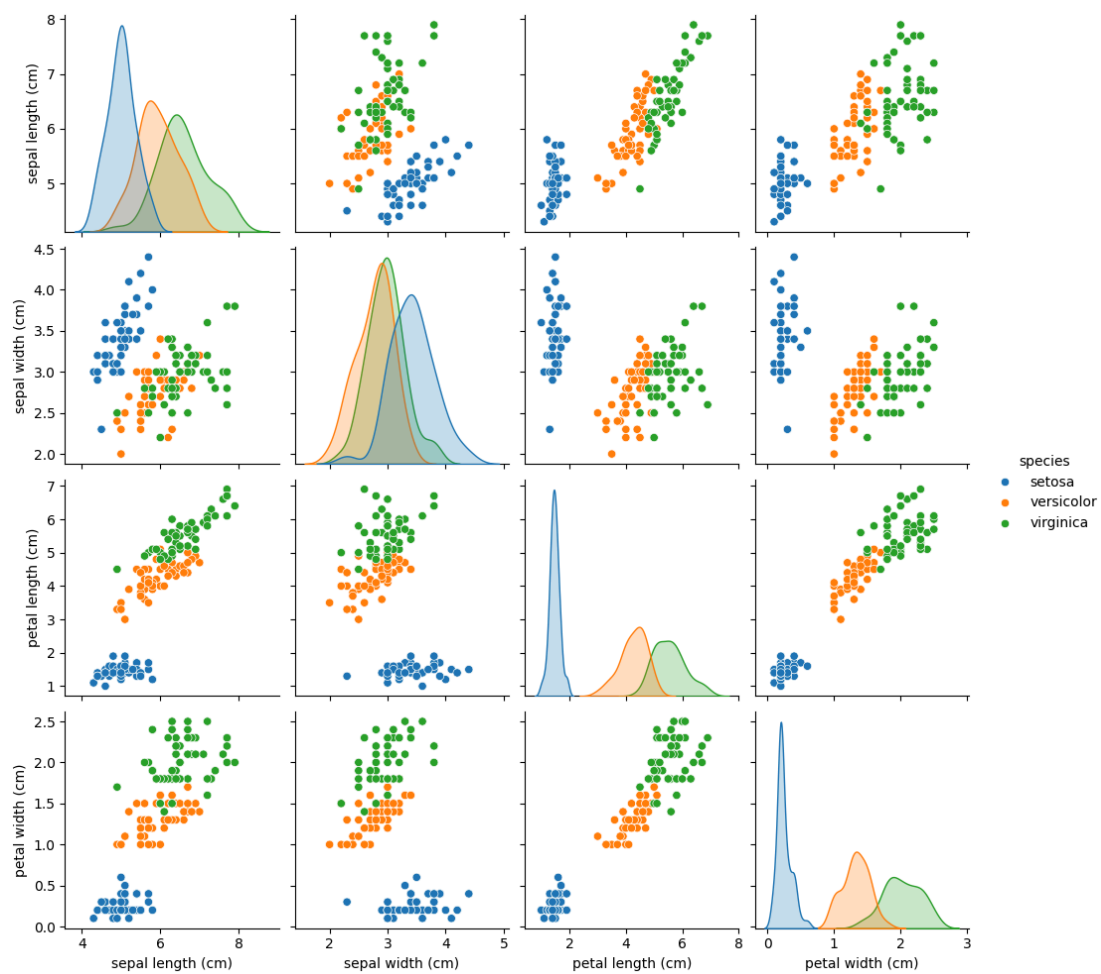 sepal length (cm)
8
7
6
5
sepal width (cm)
4.5
4.0
3.5
3.0
2.5
2.0
species
setosa
versicolor
virginica
petal length (cm)
7
6
5
4
3
2
1
petal width (cm)
2.5
2.0
1.5
1.0
0.5
0.0
4 6 8
2 3 4 5
2 4 6 8
0 1 2 3
sepal length (cm)
sepal width (cm)
petal length (cm)
petal width (cm)